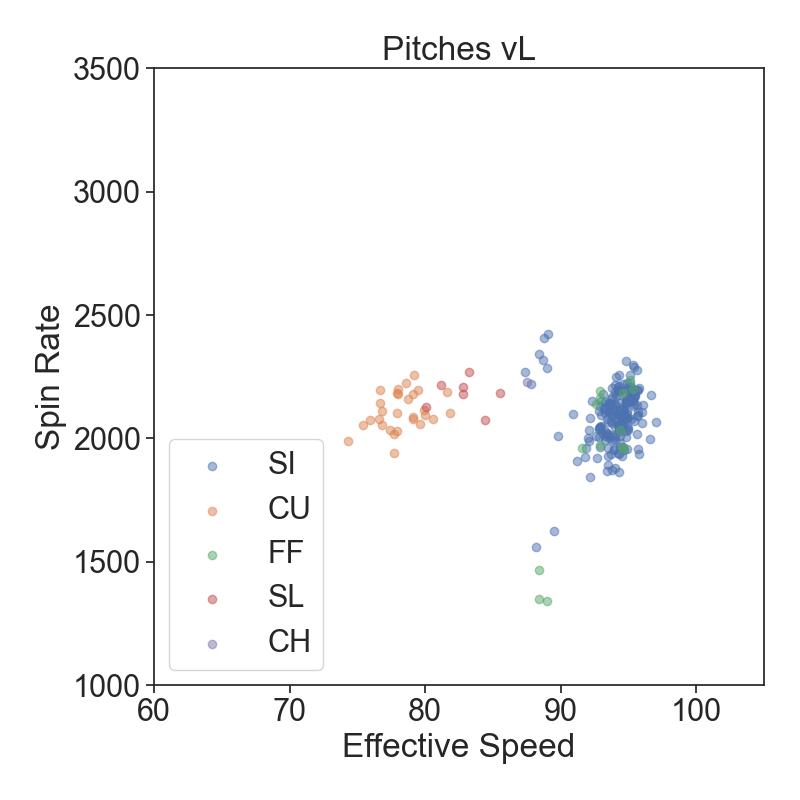 Pitches vL
3500
3000
2500
2000
1500
1000
Spin Rate
SI
CU
FF
SL
CH
60 70 80 90 100
Effective Speed